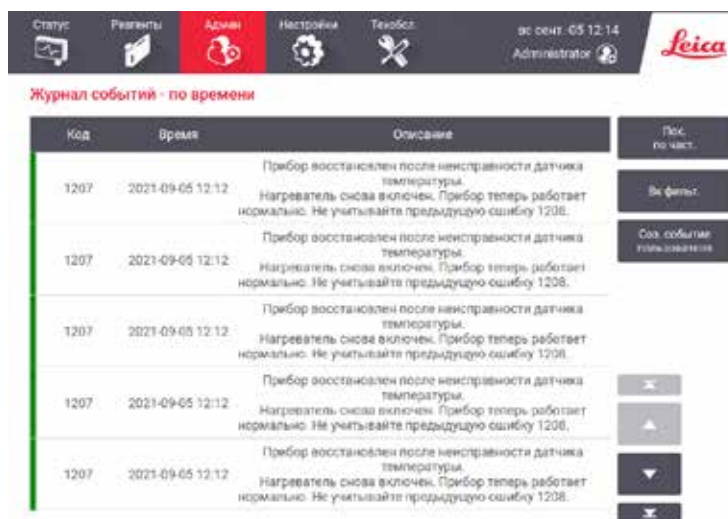 Статус
Реагенты
Админ
Настройки
Техобсл.
вс сент. 05 12:14
Administrator
Leica
Журнал событий - по времени
Код
Время
Описание
Пок.
по част.
Вк фильт.
Соз. событие
пользователя
1207
2021-09-05 12:12
Прибор восстановлен после неисправности датчика
температуры.
Нагреватель снова включен. Прибор теперь работает
нормально. Не учитывайте предыдущую ошибку 1208.
1207
2021-09-05 12:12
Прибор восстановлен после неисправности датчика
температуры.
Нагреватель снова включен. Прибор теперь работает
нормально. Не учитывайте предыдущую ошибку 1208.
1207
2021-09-05 12:12
Прибор восстановлен после неисправности датчика
температуры.
Нагреватель снова включен. Прибор теперь работает
нормально. Не учитывайте предыдущую ошибку 1208.
1207
2021-09-05 12:12
Прибор восстановлен после неисправности датчика
температуры.
Нагреватель снова включен. Прибор теперь работает
нормально. Не учитывайте предыдущую ошибку 1208.
1207
2021-09-05 12:12
Прибор восстановлен после неисправности датчика
температуры.
Нагреватель снова включен. Прибор теперь работает
нормально. Не учитывайте предыдущую ошибку 1208.